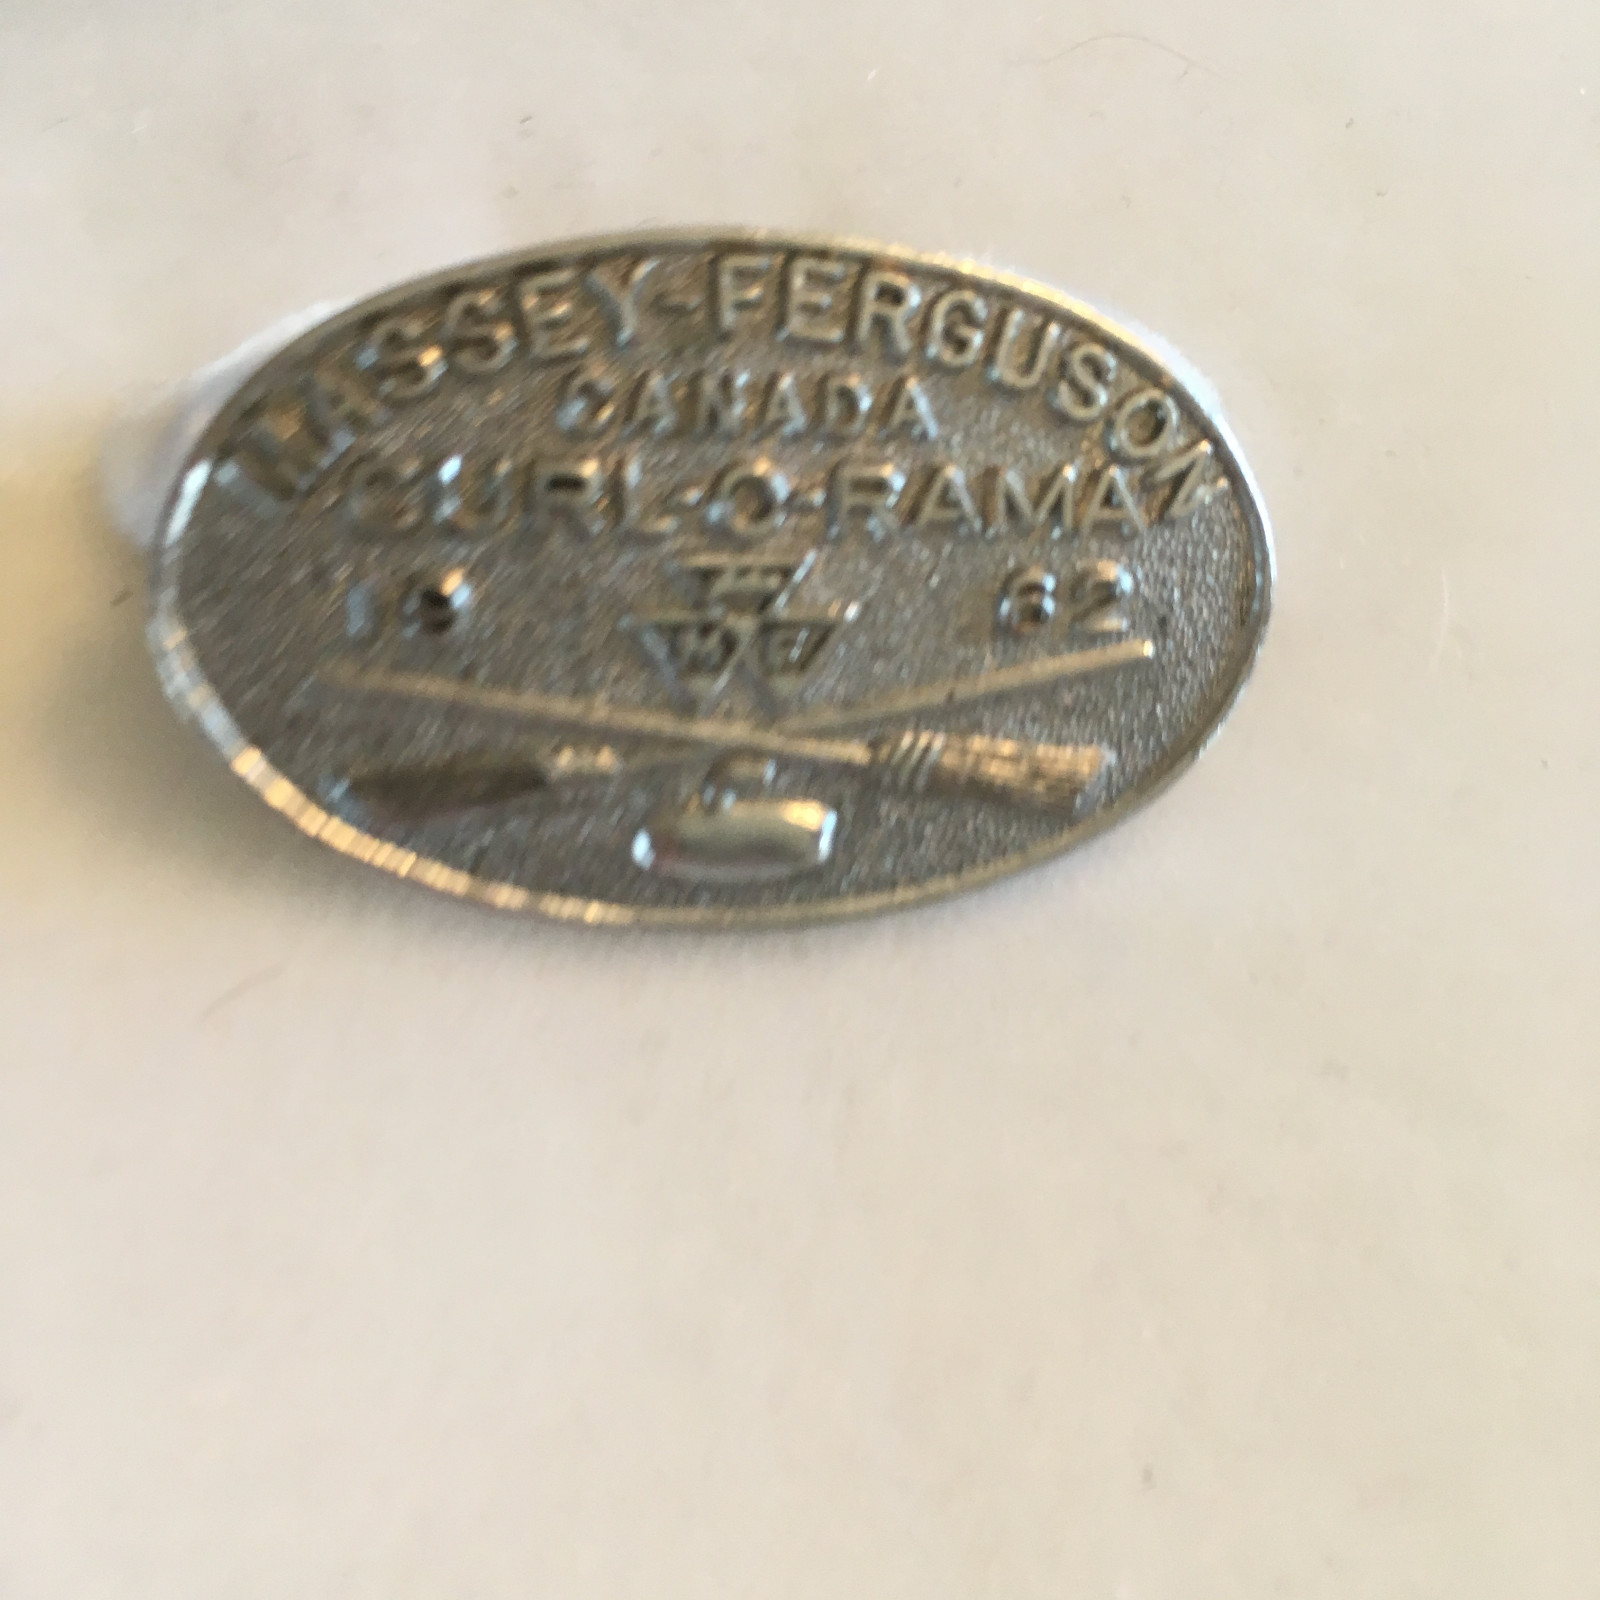 MASSEY-FERGUSON
CANADA
CURL-O-RAMA
19 62
M F